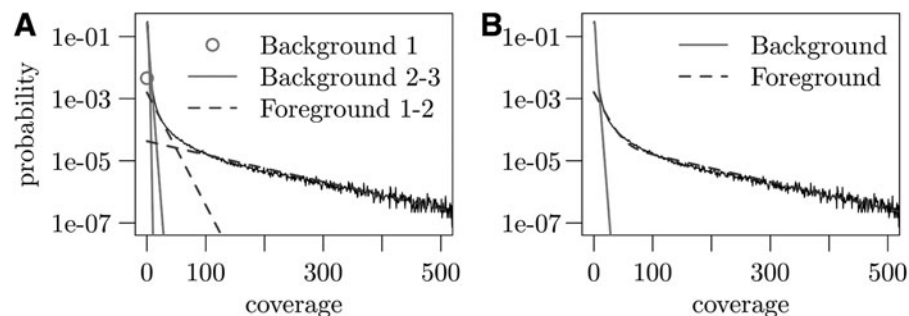 A
B
1e-01
1e-03
1e-05
1e-07
probability
Background 1
Background 2-3
Foreground 1-2
0 100 300 500
coverage
1e-01
1e-03
1e-05
1e-07
Background
Foreground
0 100 300 500
coverage